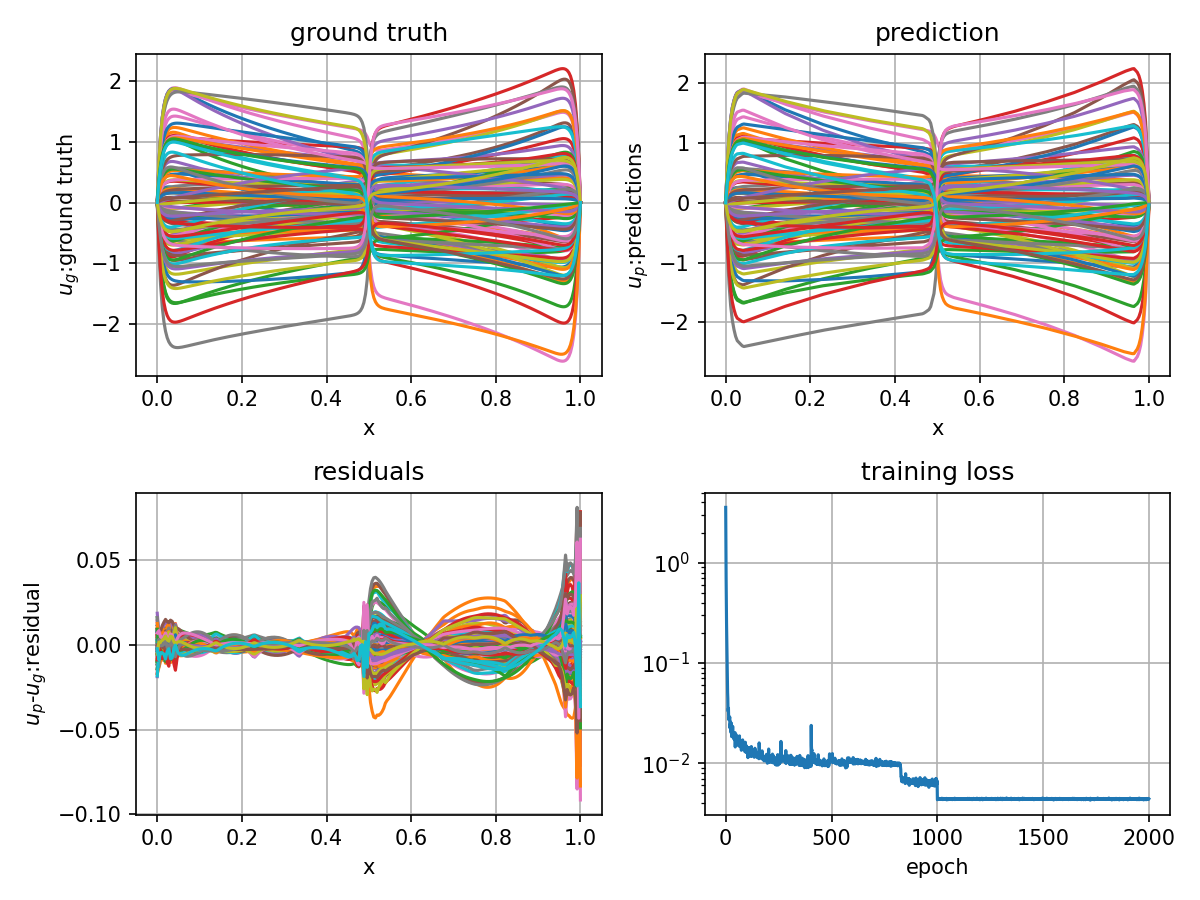 ground truth
u_g:ground truth
2
1
0
−1
−2
0.0 0.2 0.4 0.6 0.8 1.0
x
prediction
u_p:predictions
2
1
0
−1
−2
0.0 0.2 0.4 0.6 0.8 1.0
x
residuals
u_p-u_g:residual
0.05
0.00
−0.05
−0.10
0.0 0.2 0.4 0.6 0.8 1.0
x
training loss
10⁰
10⁻¹
10⁻²
0 500 1000 1500 2000
epoch